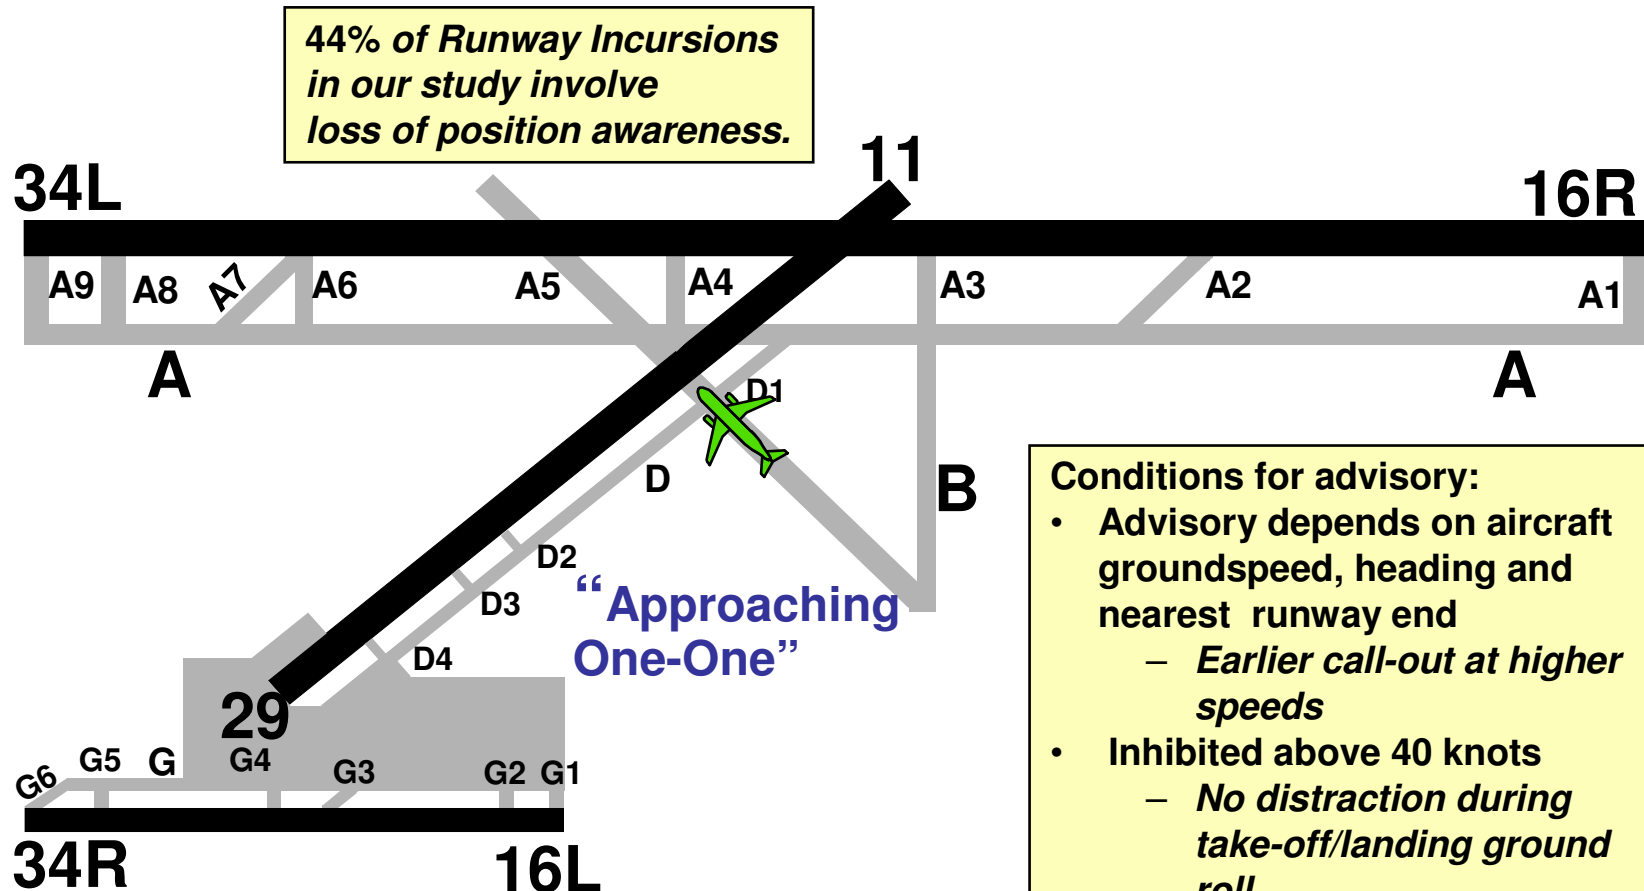 44% of Runway Incursions
in our study involve
loss of position awareness.
11
34L
16R
A9
A8
A7
A6
A5
A4
A3
A2
A1
A
A
D1
D
B
D2
“Approaching
One-One”
D3
D4
Conditions for advisory:
• Advisory depends on aircraft
groundspeed, heading and
nearest runway end
– Earlier call-out at higher
speeds
• Inhibited above 40 knots
– No distraction during
take-off/landing ground
roll
29
G6
G5
G
G4
G3
G2
G1
34R
16L